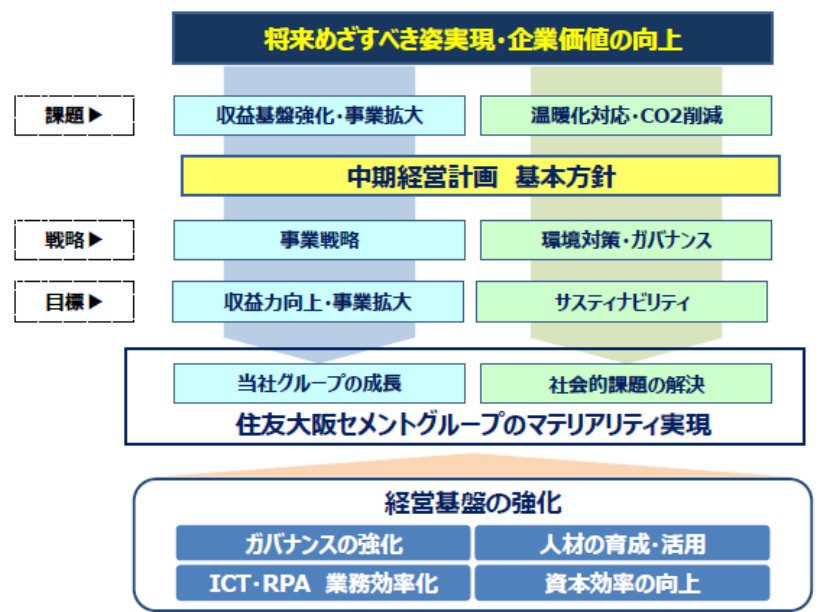 将来めざすべき姿実現・企業価値の向上
課題▶ 収益基盤強化・事業拡大 温暖化対応・CO2削減
中期経営計画 基本方針
戦略▶ 事業戦略 環境対策・ガバナンス
目標▶ 収益力向上・事業拡大 サスティナビリティ
当社グループの成長 社会的課題の解決
住友大阪セメントグループのマテリアリティ実現
経営基盤の強化
ガバナンスの強化 人材の育成・活用
ICT・RPA 業務効率化 資本効率の向上